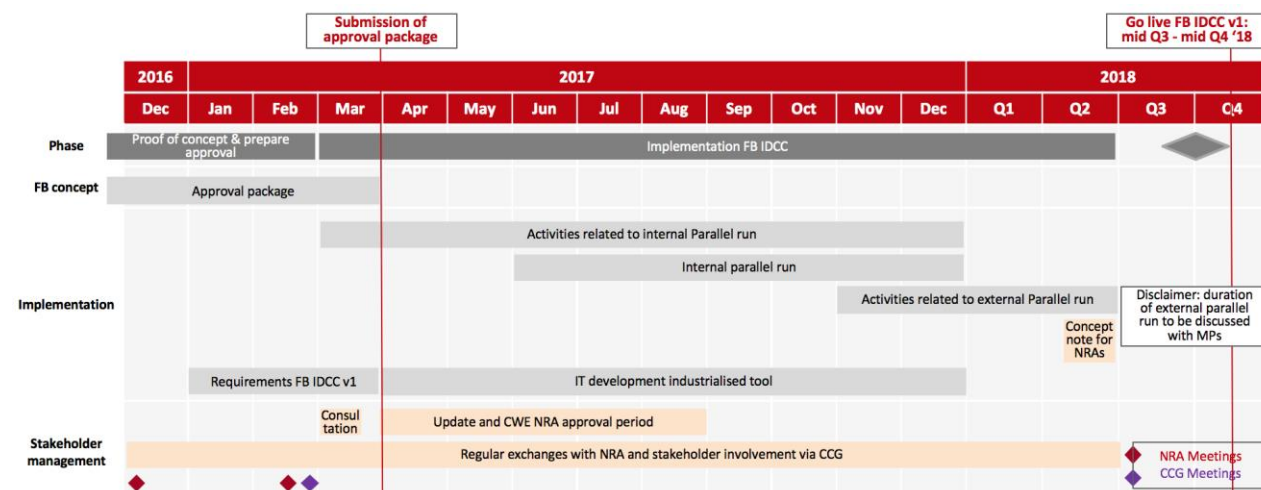 Submission of
approval package
Go live FB IDCC v1:
mid Q3 - mid Q4 ‘18
2016
2017
2018
Dec
Jan
Feb
Mar
Apr
May
Jun
Jul
Aug
Sep
Oct
Nov
Dec
Q1
Q2
Q3
Q4
Phase
Proof of concept & prepare
approval
Implementation FB IDCC
FB concept
Approval package
Implementation
Activities related to internal Parallel run
Internal parallel run
Activities related to external Parallel run
Disclaimer: duration
of external parallel
run to be discussed
with MPs
Concept
note for
NRAs
Requirements FB IDCC v1
IT development industrialised tool
Stakeholder
management
Consul
tation
Update and CWE NRA approval period
Regular exchanges with NRA and stakeholder involvement via CCG
NRA Meetings
CCG Meetings